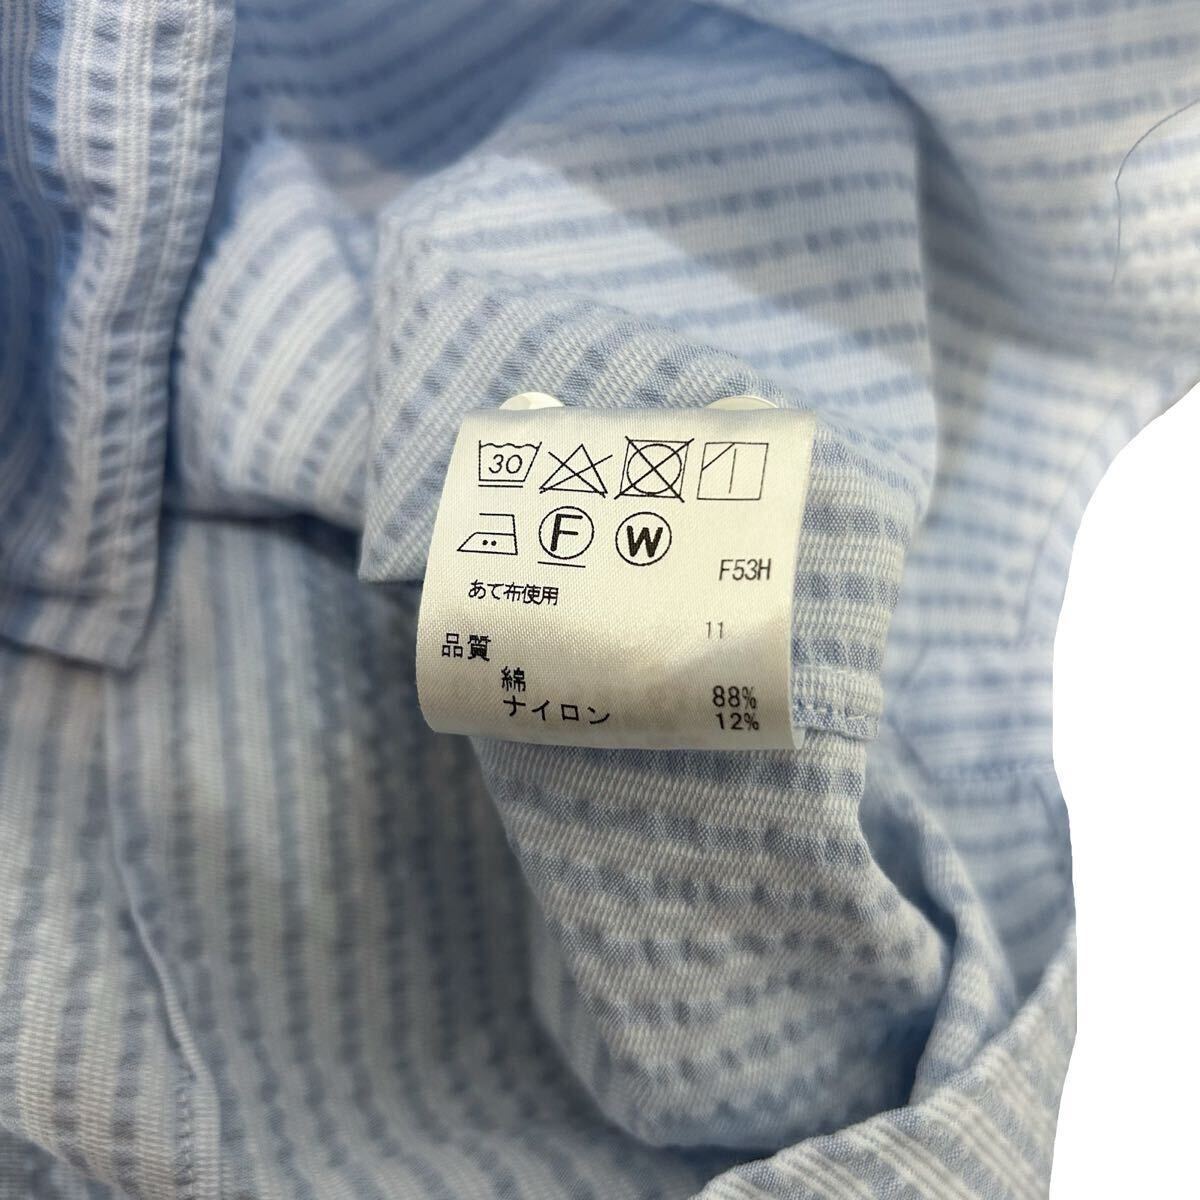 30
F W
F53H
あて布使用
11
品質
綿 88%
ナイロン 12%